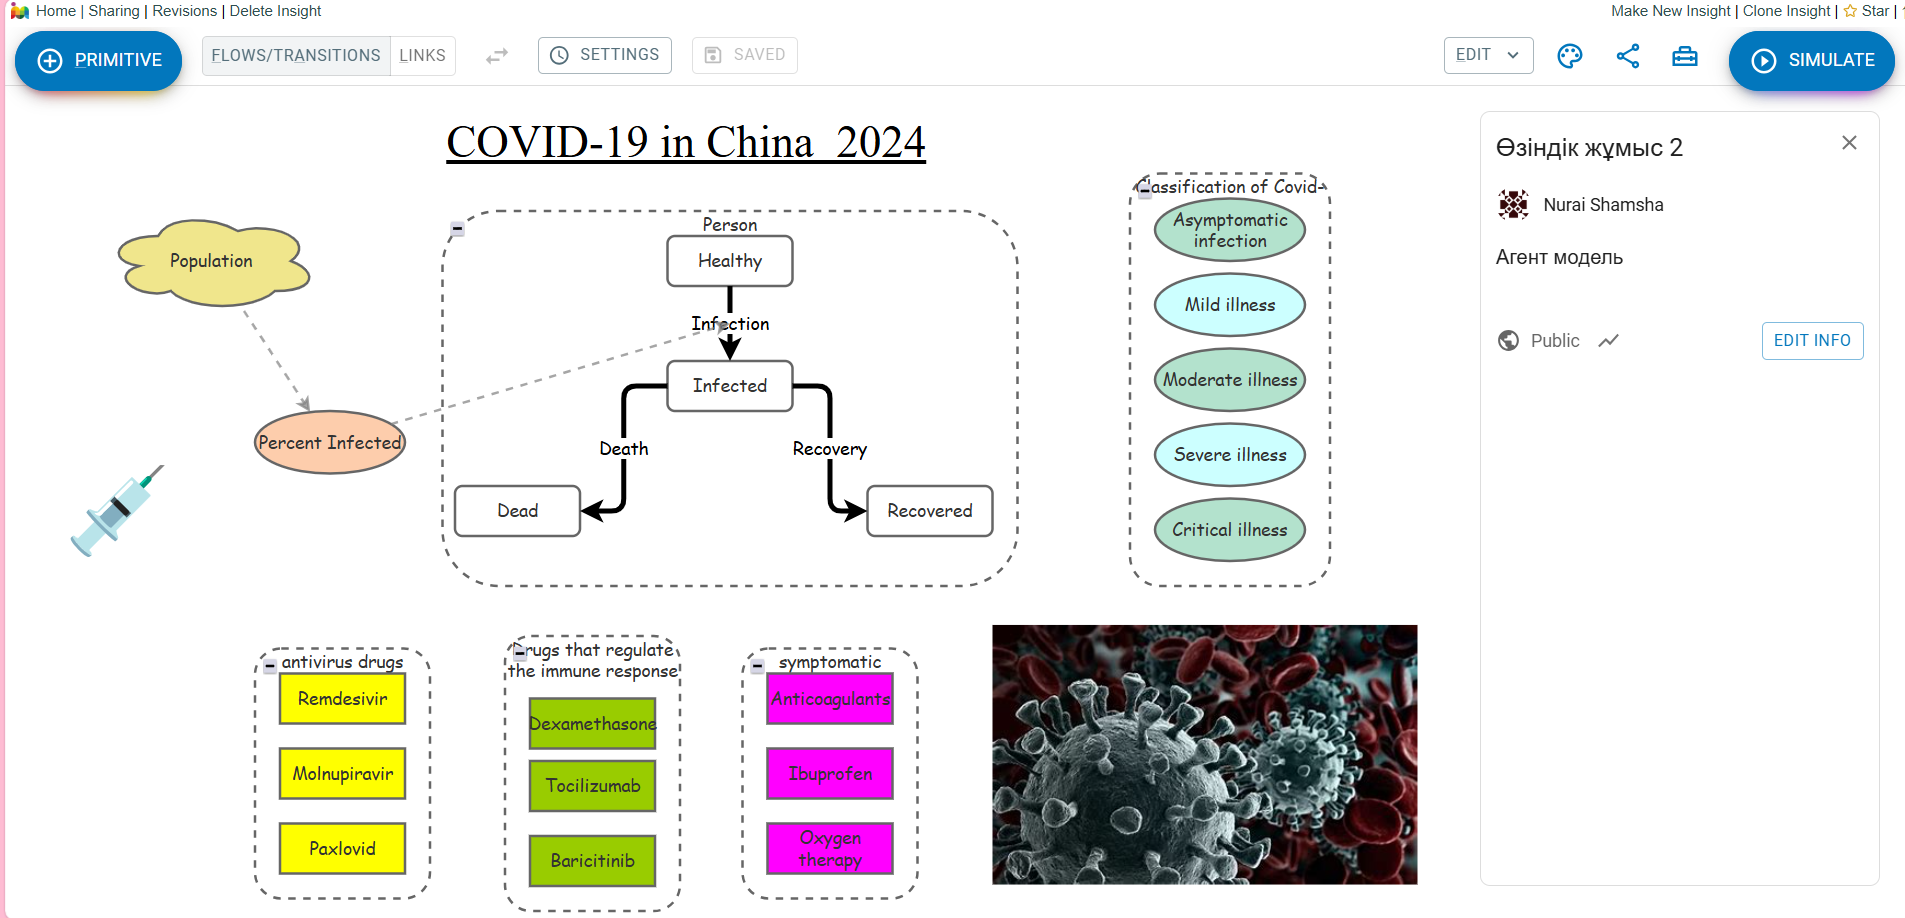 Home | Sharing | Revisions | Delete Insight
Make New Insight | Clone Insight | Star |
PRIMITIVE
FLOWS/TRANSITIONS LINKS
SETTINGS
SAVED
EDIT
SIMULATE
COVID-19 in China 2024
Population
Percent Infected
Person
Healthy
Infection
Infected
Death
Recovery
Dead
Recovered
Classification of Covid-
Asymptomatic
infection
Mild illness
Moderate illness
Severe illness
Critical illness
antivirus drugs
Remdesivir
Molnupiravir
Paxlovid
Drugs that regulate
the immune response
Dexamethasone
Tocilizumab
Baricitinib
symptomatic
Anticoagulants
Ibuprofen
Oxygen
therapy
Өзіндік жұмыс 2
Nurai Shamsha
Агент модель
Public
EDIT INFO